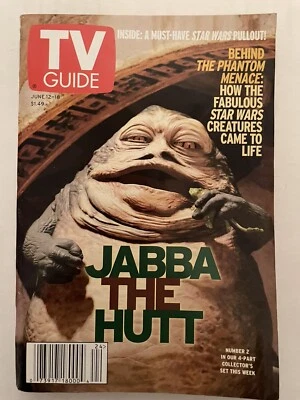 INSIDE: A MUST-HAVE STAR WARS PULLOUT!
TV
GUIDE
JUNE 12-18
$1.49
BEHIND
THE PHANTOM
MENACE:
HOW THE
FABULOUS
STAR WARS
CREATURES
CAME TO
LIFE
JABBA
THE
HUTT
NUMBER 2
IN OUR 4-PART
COLLECTOR'S
SET THIS WEEK
24